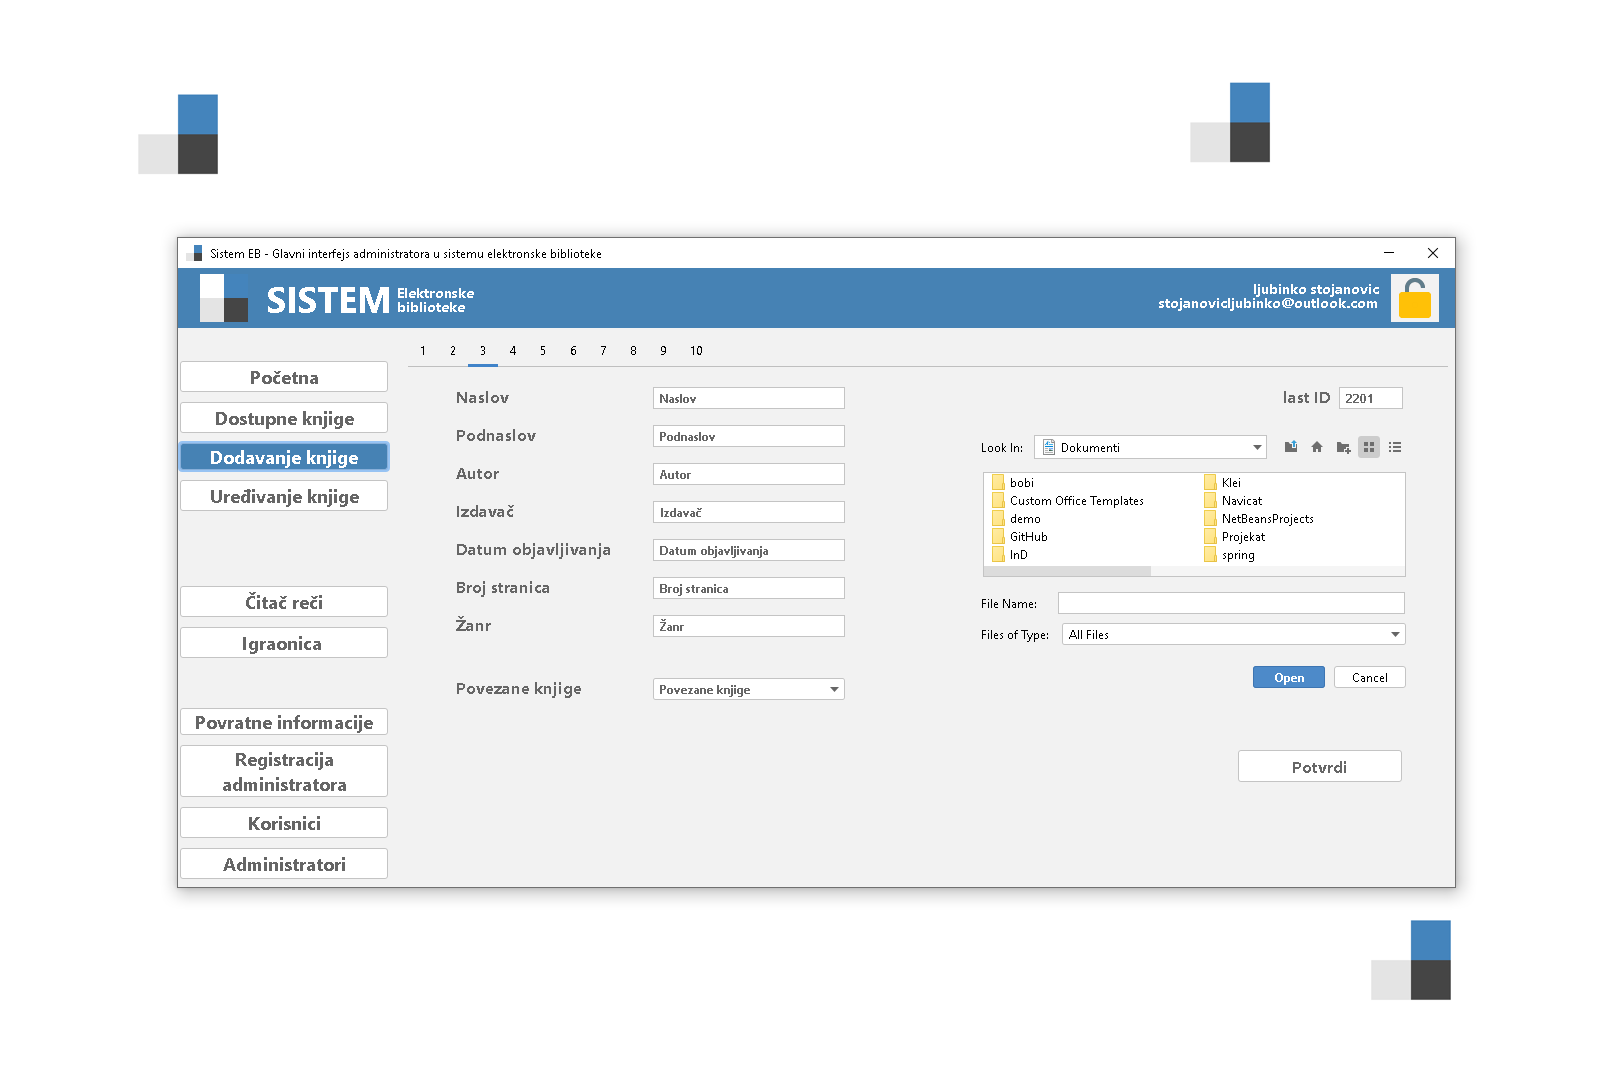 Sistem EB - Glavni interfejs administratora u sistemu elektronske biblioteke
SISTEM Elektronske
biblioteke
ljubinko stojanovic
stojanovicljubinko@outlook.com
Početna
Dostupne knjige
Dodavanje knjige
Uređivanje knjige
Čitač reči
Igraonica
Povratne informacije
Registracija
administratora
Korisnici
Administratori
1 2 3 4 5 6 7 8 9 10
Naslov Naslov
Podnaslov Podnaslov
Autor Autor
Izdavač Izdavač
Datum objavljivanja Datum objavljivanja
Broj stranica Broj stranica
Žanr Žanr
Povezane knjige Povezane knjige
last ID 2201
Look In: Dokumenti
bobi Klei
Custom Office Templates Navicat
demo NetBeansProjects
GitHub Projekat
InD spring
File Name:
Files of Type: All Files
Open Cancel
Potvrdi